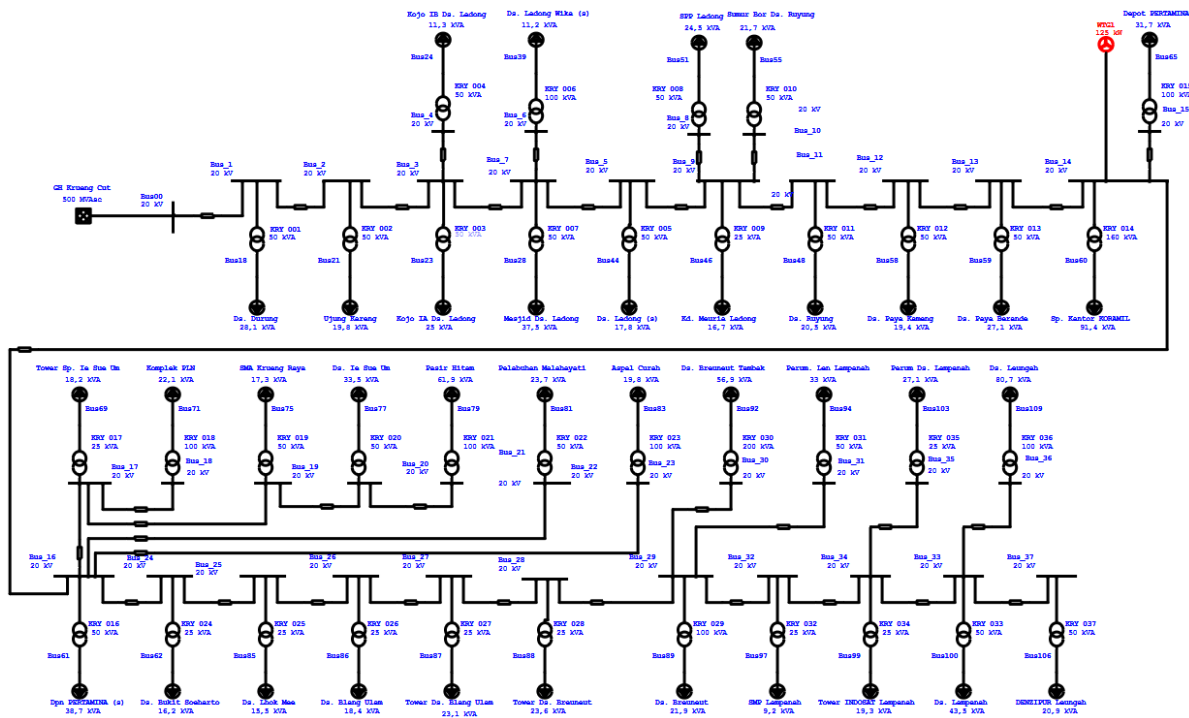 Kojo IB Ds. Ledong
11,3 kVA
Ds. Ledong Wika (s)
11,2 kVA
SPP Ledong
24,5 kVA
Sumur Bor Ds. Ruyung
21,7 kVA
WTG1
125 kW
Depot PERTAMINA
31,7 kVA
Bus24
Bus39
Bus51
Bus55
Bus65
KRY 004
50 kVA
KRY 006
100 kVA
KRY 008
50 kVA
KRY 010
50 kVA
KRY 015
100 kVA
Bus_4
20 kV
Bus_6
20 kV
Bus_8
20 kV
20 kV
Bus_10
Bus_15
20 kV
Bus_1
20 kV
Bus_2
20 kV
Bus_3
20 kV
Bus_7
20 kV
Bus_5
20 kV
Bus_9
20 kV
Bus_11
20 kV
Bus_12
20 kV
Bus_13
20 kV
Bus_14
20 kV
GH Krueng Cut
500 MVAsc
Bus00
20 kV
KRY 001
50 kVA
KRY 002
50 kVA
KRY 003
50 kVA
KRY 007
50 kVA
KRY 005
50 kVA
KRY 009
25 kVA
KRY 011
50 kVA
KRY 012
50 kVA
KRY 013
50 kVA
KRY 014
160 kVA
Bus18
Bus21
Bus23
Bus28
Bus44
Bus46
Bus48
Bus58
Bus59
Bus60
Ds. Durung
28,1 kVA
Ujung Kareng
19,8 kVA
Kojo IA Ds. Ledong
25 kVA
Mesjid Ds. Ledong
37,5 kVA
Ds. Ledong (s)
17,8 kVA
Kd. Meuria Ledong
16,7 kVA
Ds. Ruyung
20,5 kVA
Ds. Paya Kameng
19,4 kVA
Ds. Paya Berande
27,1 kVA
Sp. Kantor KORAMIL
91,4 kVA
Tower Sp. Ie Sue Um
18,2 kVA
Komplek PLN
22,1 kVA
SMA Krueng Raya
17,3 kVA
Ds. Ie Sue Um
33,5 kVA
Pasir Hitam
61,9 kVA
Pelabuhan Malahayati
23,7 kVA
Aspal Curah
19,8 kVA
Ds. Breuneut Tambak
56,9 kVA
Perum. Len Lampanah
33 kVA
Perum Ds. Lampanah
27,1 kVA
Ds. Leungah
80,7 kVA
Bus69
Bus71
Bus75
Bus77
Bus79
Bus81
Bus83
Bus92
Bus94
Bus103
Bus109
KRY 017
25 kVA
KRY 018
100 kVA
KRY 019
50 kVA
KRY 020
50 kVA
KRY 021
100 kVA
KRY 022
50 kVA
KRY 023
100 kVA
KRY 030
200 kVA
KRY 031
50 kVA
KRY 035
25 kVA
KRY 036
100 kVA
Bus_17
20 kV
Bus_18
20 kV
Bus_19
20 kV
Bus_20
20 kV
Bus_21
20 kV
Bus_22
20 kV
Bus_23
20 kV
Bus_30
20 kV
Bus_31
20 kV
Bus_35
20 kV
Bus_36
20 kV
Bus_16
20 kV
Bus_24
20 kV
Bus_25
20 kV
Bus_26
20 kV
Bus_27
20 kV
Bus_28
20 kV
Bus_29
20 kV
Bus_32
20 kV
Bus_34
20 kV
Bus_33
20 kV
Bus_37
20 kV
KRY 016
50 kVA
KRY 024
25 kVA
KRY 025
25 kVA
KRY 026
25 kVA
KRY 027
25 kVA
KRY 028
25 kVA
KRY 029
100 kVA
KRY 032
25 kVA
KRY 034
25 kVA
KRY 033
50 kVA
KRY 037
50 kVA
Bus61
Bus62
Bus85
Bus86
Bus87
Bus88
Bus89
Bus97
Bus99
Bus100
Bus106
Dpn PERTAMINA (s)
38,7 kVA
Ds. Bukit Soeharto
16,2 kVA
Ds. Lhok Mee
15,5 kVA
Ds. Blang Ulam
18,4 kVA
Tower Ds. Blang Ulam
23,1 kVA
Tower Ds. Breuneut
23,6 kVA
Ds. Breuneut
21,9 kVA
SMP Lampanah
9,2 kVA
Tower INDOSAT Lampanah
19,3 kVA
Ds. Lampanah
43,5 kVA
DENZIPUR Leungah
20,9 kVA